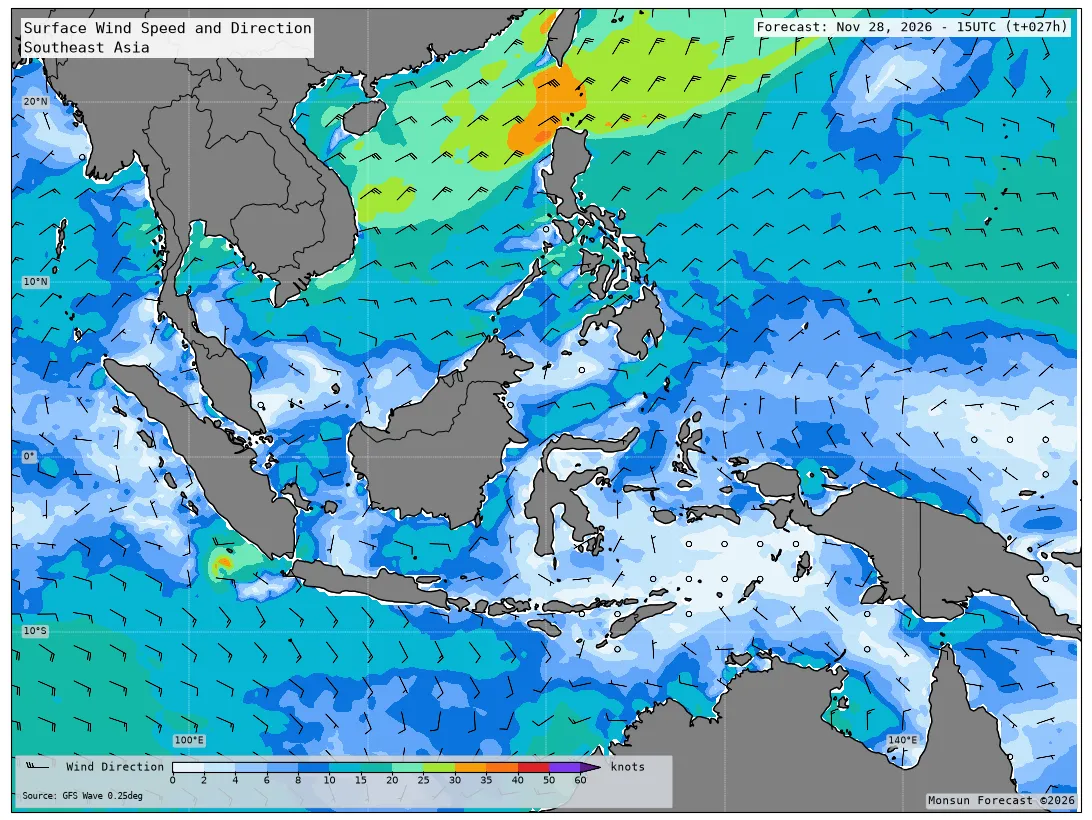 Surface Wind Speed and Direction
Southeast Asia
Forecast: Nov 28, 2026 - 15UTC (t+027h)
20°N
10°N
0°
10°S
100°E
140°E
Wind Direction
0 2 4 6 8 10 15 20 25 30 35 40 50 60
knots
Source: GFS Wave 0.25deg
Monsun Forecast ©2026